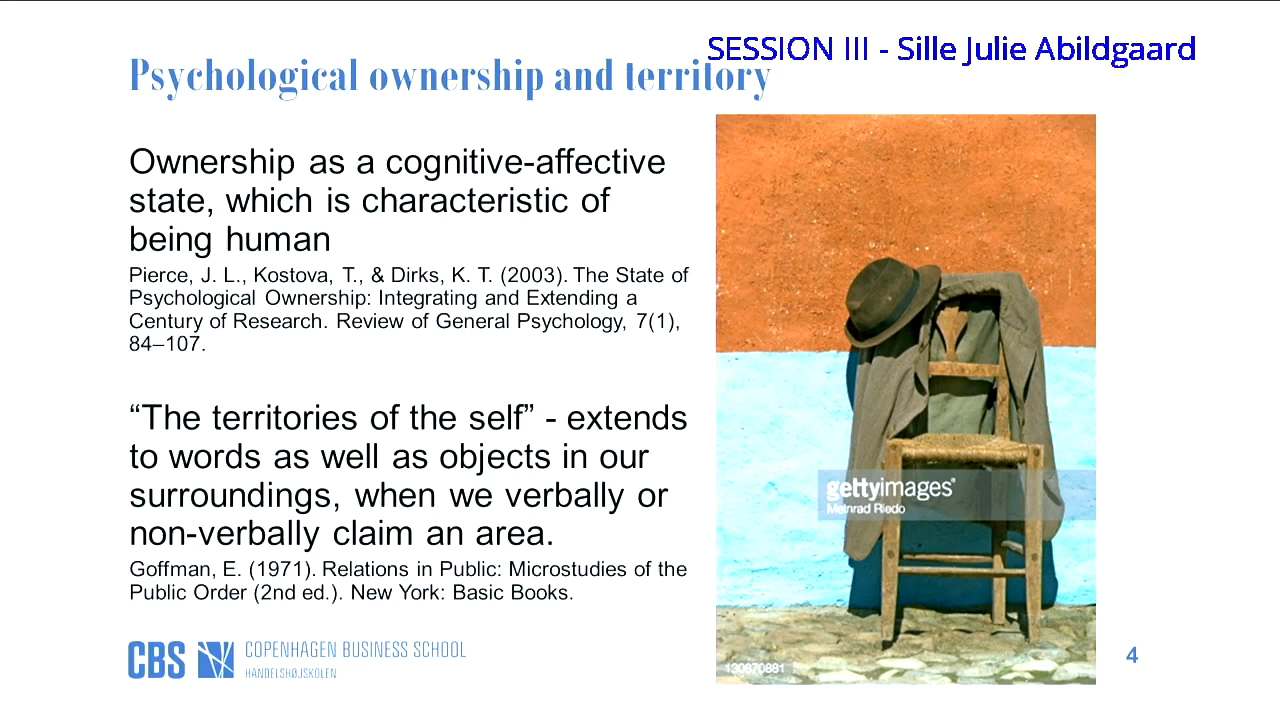 SESSION III - Sille Julie Abildgaard
Psychological ownership and territory
Ownership as a cognitive-affective
state, which is characteristic of
being human
Pierce, J. L., Kostova, T., & Dirks, K. T. (2003). The State of
Psychological Ownership: Integrating and Extending a
Century of Research. Review of General Psychology, 7(1),
84–107.
“The territories of the self” - extends
to words as well as objects in our
surroundings, when we verbally or
non-verbally claim an area.
Goffman, E. (1971). Relations in Public: Microstudies of the
Public Order (2nd ed.). New York: Basic Books.
gettyimages®
Meinrad Riedo
130870881
CBS COPENHAGEN BUSINESS SCHOOL
HANDELSHØJSKOLEN
4